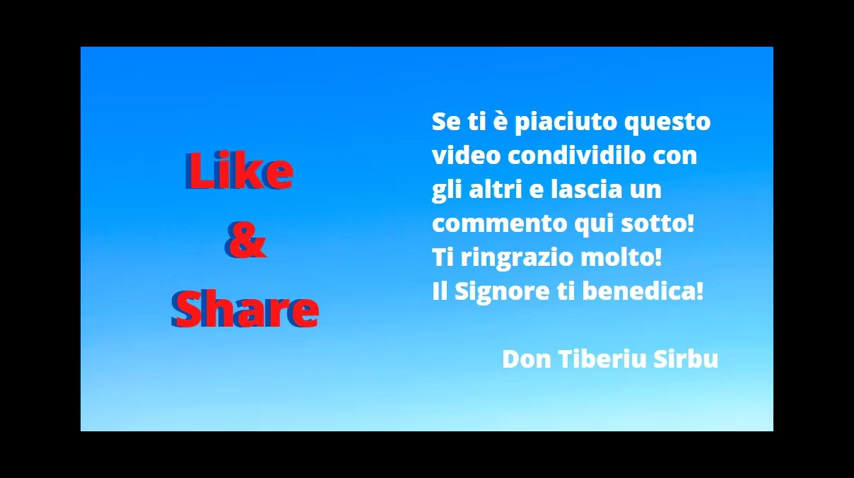 Like
&
Share
Se ti è piaciuto questo
video condividilo con
gli altri e lascia un
commento qui sotto!
Ti ringrazio molto!
Il Signore ti benedica!
Don Tiberiu Sirbu